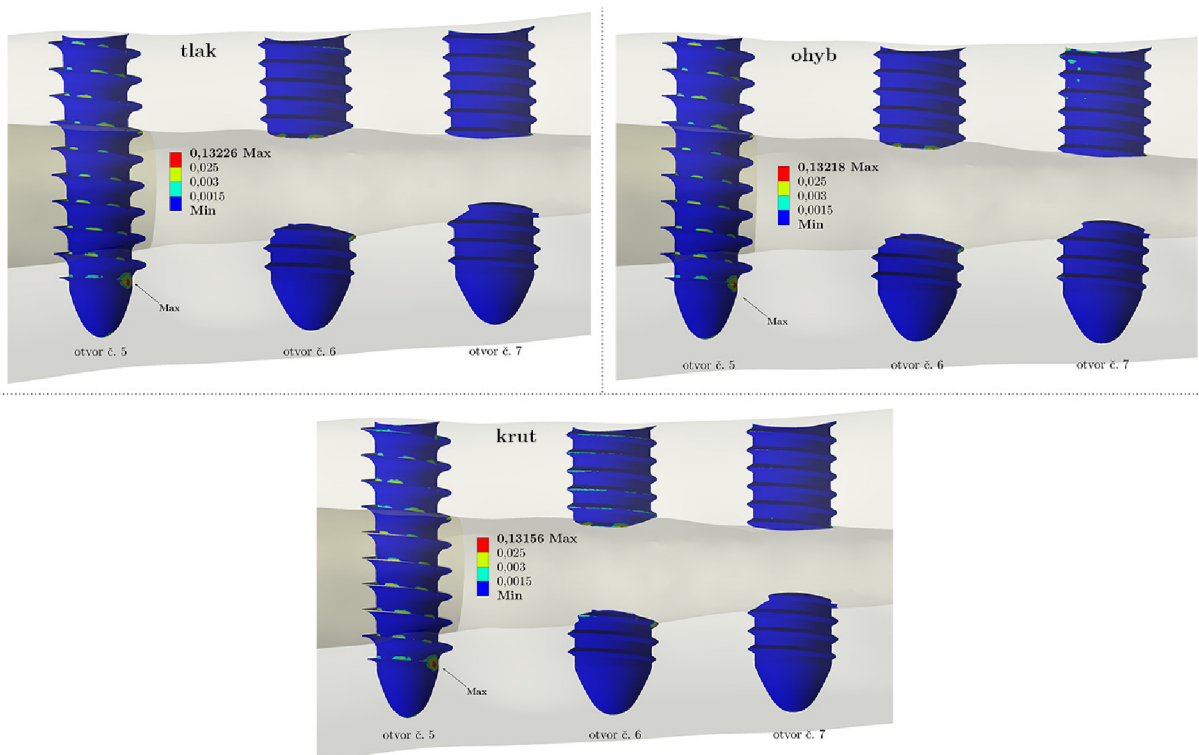 tlak
0,13226 Max
0,025
0,003
0,0015
Min
Max
otvor č. 5
otvor č. 6
otvor č. 7
ohyb
0,13218 Max
0,025
0,003
0,0015
Min
Max
otvor č. 5
otvor č. 6
otvor č. 7
krut
0,13156 Max
0,025
0,003
0,0015
Min
Max
otvor č. 5
otvor č. 6
otvor č. 7